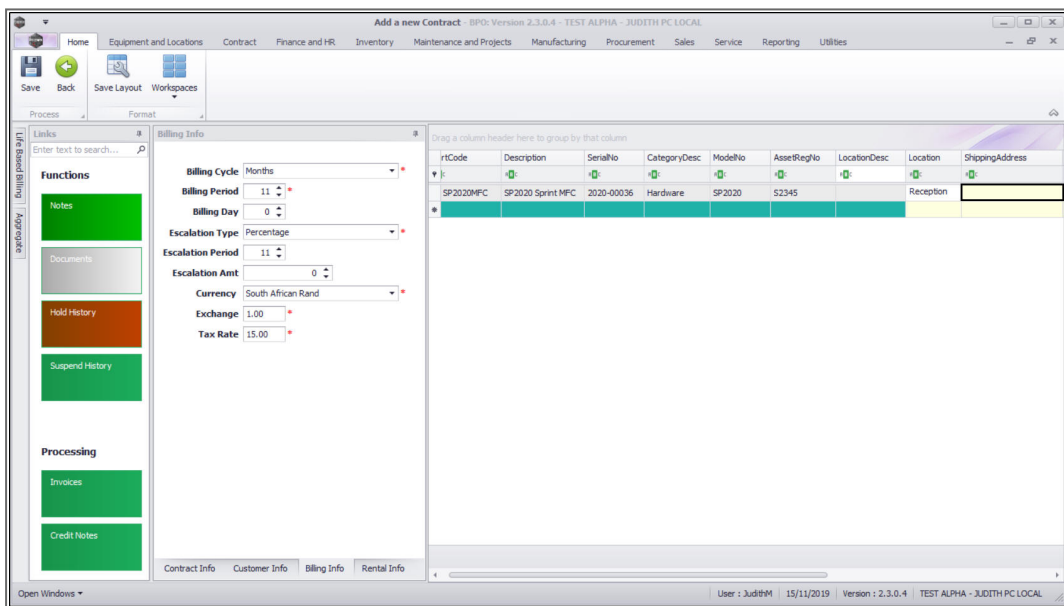 Add a new Contract - BPO: Version 2.3.0.4 - TEST ALPHA - JUDITH PC LOCAL
Home Equipment and Locations Contract Finance and HR Inventory Maintenance and Projects Manufacturing Procurement Sales Service Reporting Utilities
Save Back Save Layout Workspaces
Process Format
Life Based Billing
Aggregate
Links
Enter text to search...
Functions
Notes
Documents
Hold History
Suspend History
Processing
Invoices
Credit Notes
Billing Info
Billing Cycle Months *
Billing Period 11 *
Billing Day 0
Escalation Type Percentage *
Escalation Period 11
Escalation Amt 0
Currency South African Rand *
Exchange 1.00 *
Tax Rate 15.00 *
Contract Info Customer Info Billing Info Rental Info
Drag a column header here to group by that column
rtCode Description SerialNo CategoryDesc ModelNo AssetRegNo LocationDesc Location ShippingAddress
SP2020MFC SP2020 Sprint MFC 2020-00036 Hardware SP2020 S2345 Reception
Open Windows
User : JudithM 15/11/2019 Version : 2.3.0.4 TEST ALPHA - JUDITH PC LOCAL